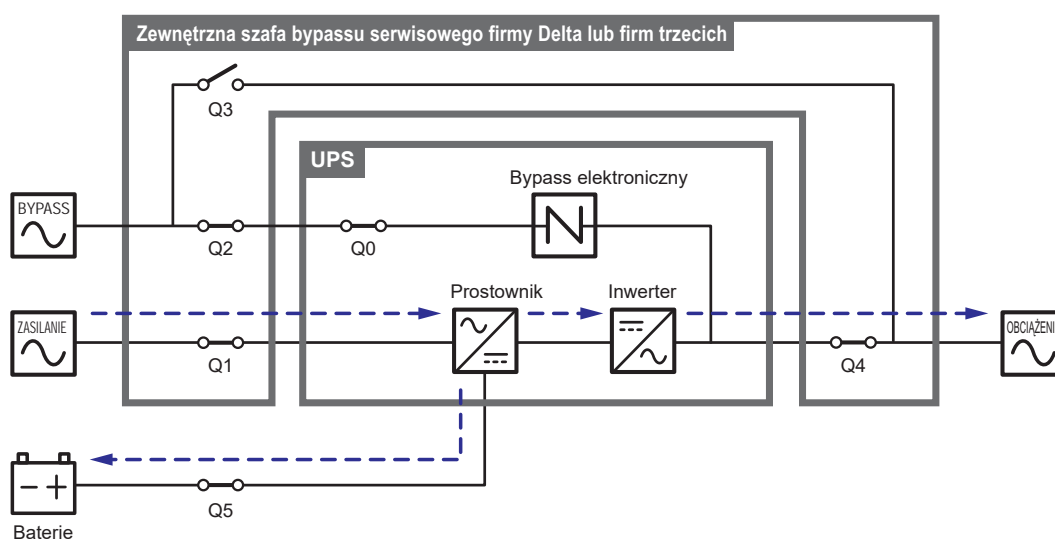 Zewnętrzna szafa bypassu serwisowego firmy Delta lub firm trzecich
Q3
UPS
Bypass elektroniczny
BYPASS
Q2
Q0
Prostownik
Inwerter
ZASILANIE
OBCIĄŻENI
Q1
Q4
Q5
Baterie